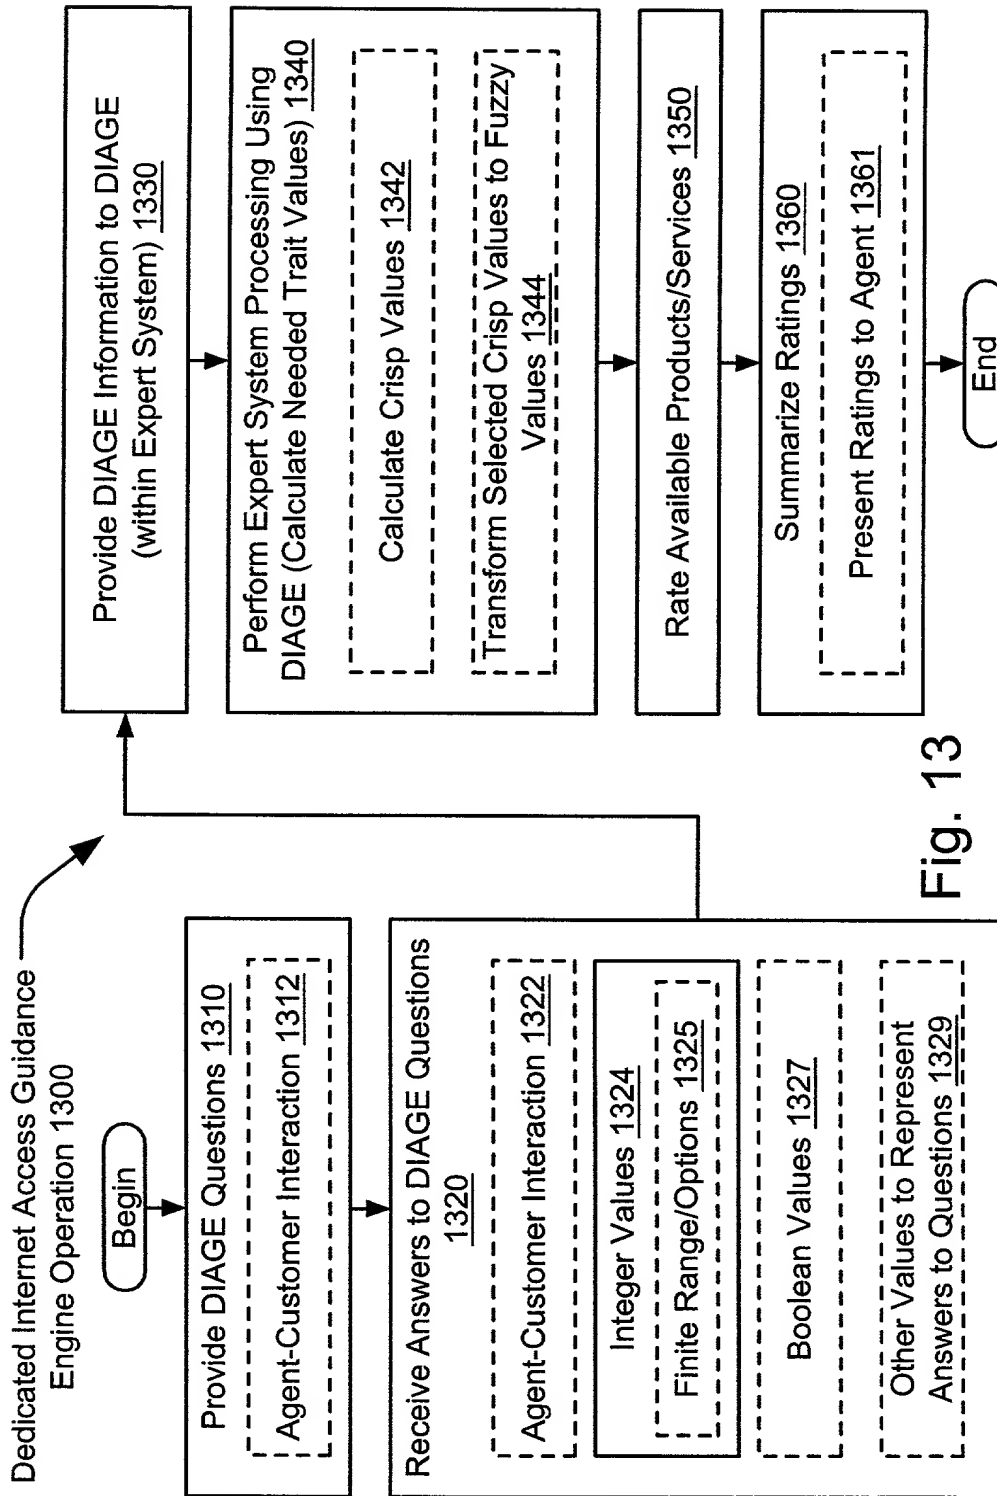 Dedicated Internet Access Guidance
Engine Operation 1300
Begin
Provide DIAGE Questions 1310
Agent-Customer Interaction 1312
Receive Answers to DIAGE Questions
1320
Agent-Customer Interaction 1322
Integer Values 1324
Finite Range/Options 1325
Boolean Values 1327
Other Values to Represent
Answers to Questions 1329
Provide DIAGE Information to DIAGE
(within Expert System) 1330
Perform Expert System Processing Using
DIAGE (Calculate Needed Trait Values) 1340
Calculate Crisp Values 1342
Transform Selected Crisp Values to Fuzzy
Values 1344
Rate Available Products/Services 1350
Summarize Ratings 1360
Present Ratings to Agent 1361
End
Fig. 13